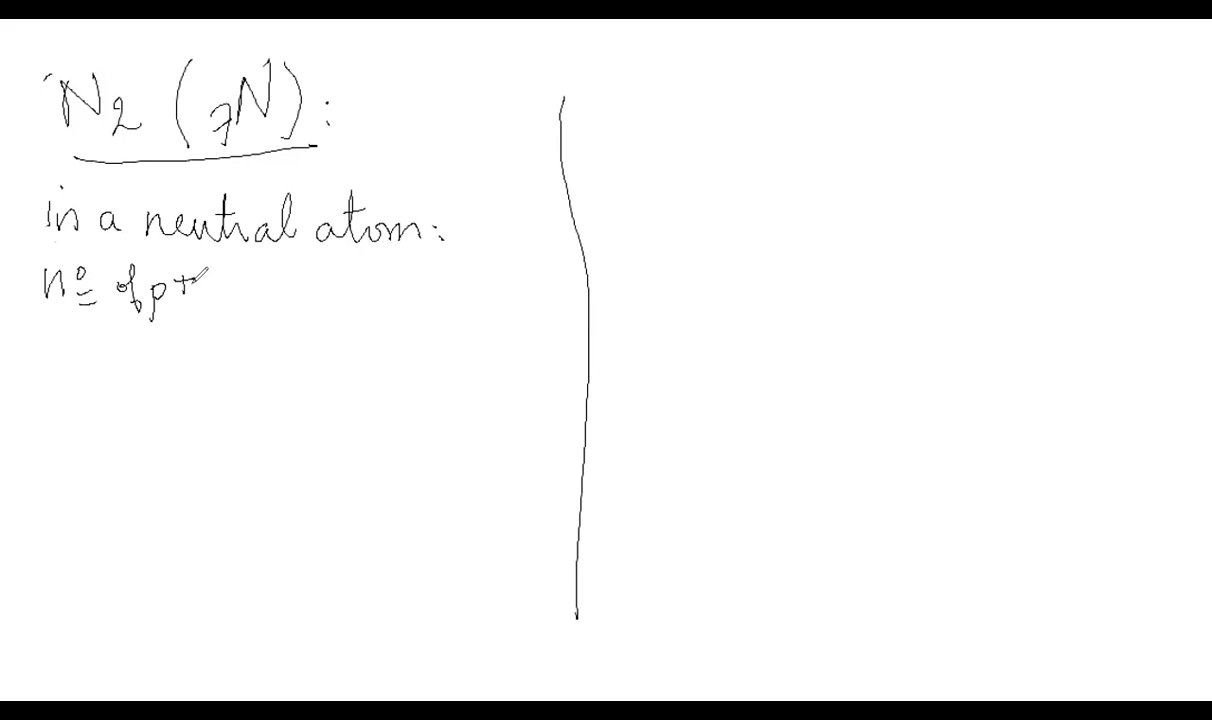 N₂ (₇N):
in a neutral atom:
nº of p+